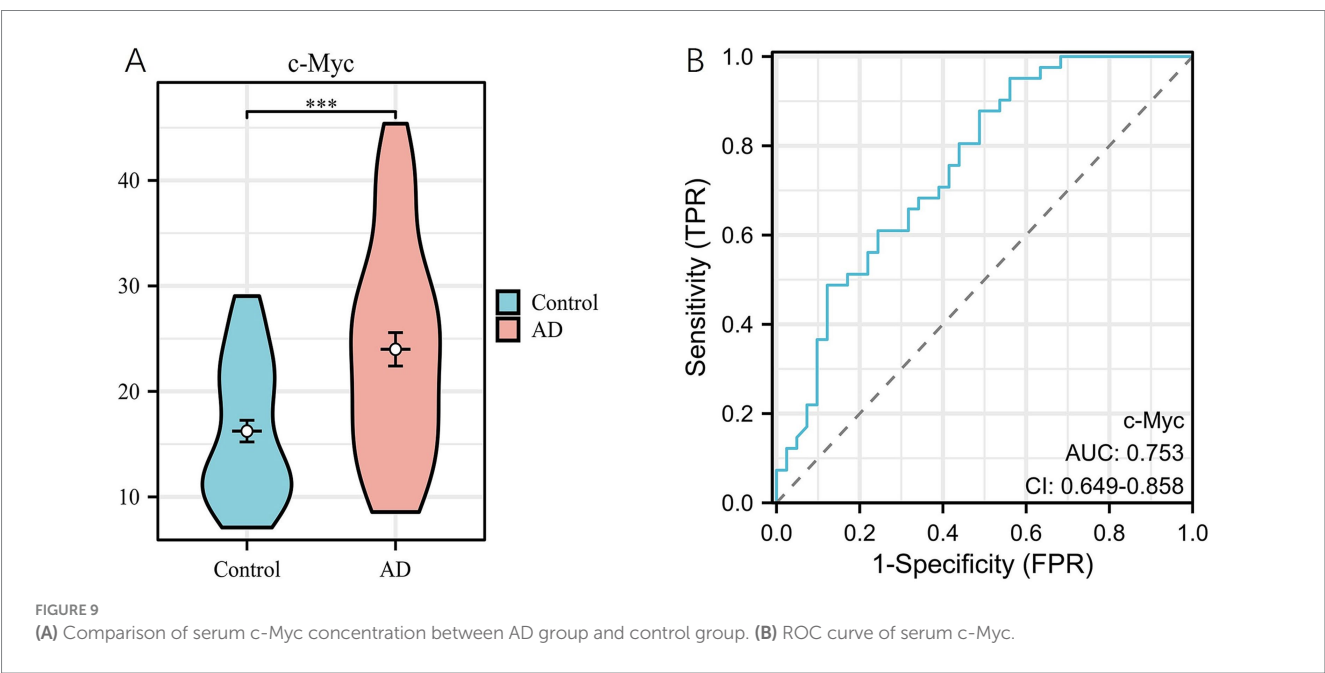 A
c-Myc
***
40
30
20
10
Control
AD
Control
AD
B
Sensitivity (TPR)
1.0
0.8
0.6
0.4
0.2
0.0
c-Myc
AUC: 0.753
CI: 0.649-0.858
0.0 0.2 0.4 0.6 0.8 1.0
1-Specificity (FPR)
FIGURE 9
(A) Comparison of serum c-Myc concentration between AD group and control group. (B) ROC curve of serum c-Myc.